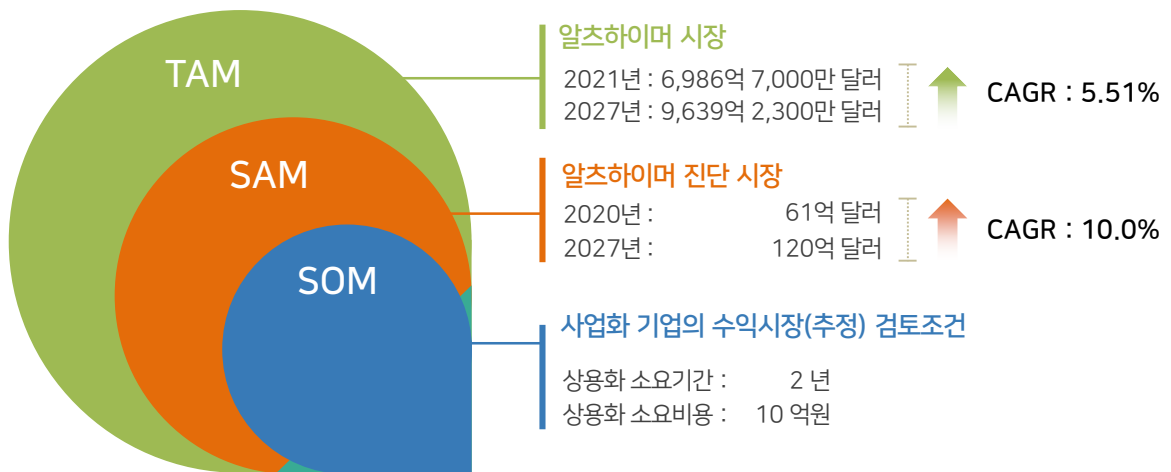 TAM
알츠하이머 시장
2021년 : 6,986억 7,000만 달러
2027년 : 9,639억 2,300만 달러
CAGR : 5.51%
SAM
알츠하이머 진단 시장
2020년 : 61억 달러
2027년 : 120억 달러
CAGR : 10.0%
SOM
사업화 기업의 수익시장(추정) 검토조건
상용화 소요기간 : 2 년
상용화 소요비용 : 10 억원